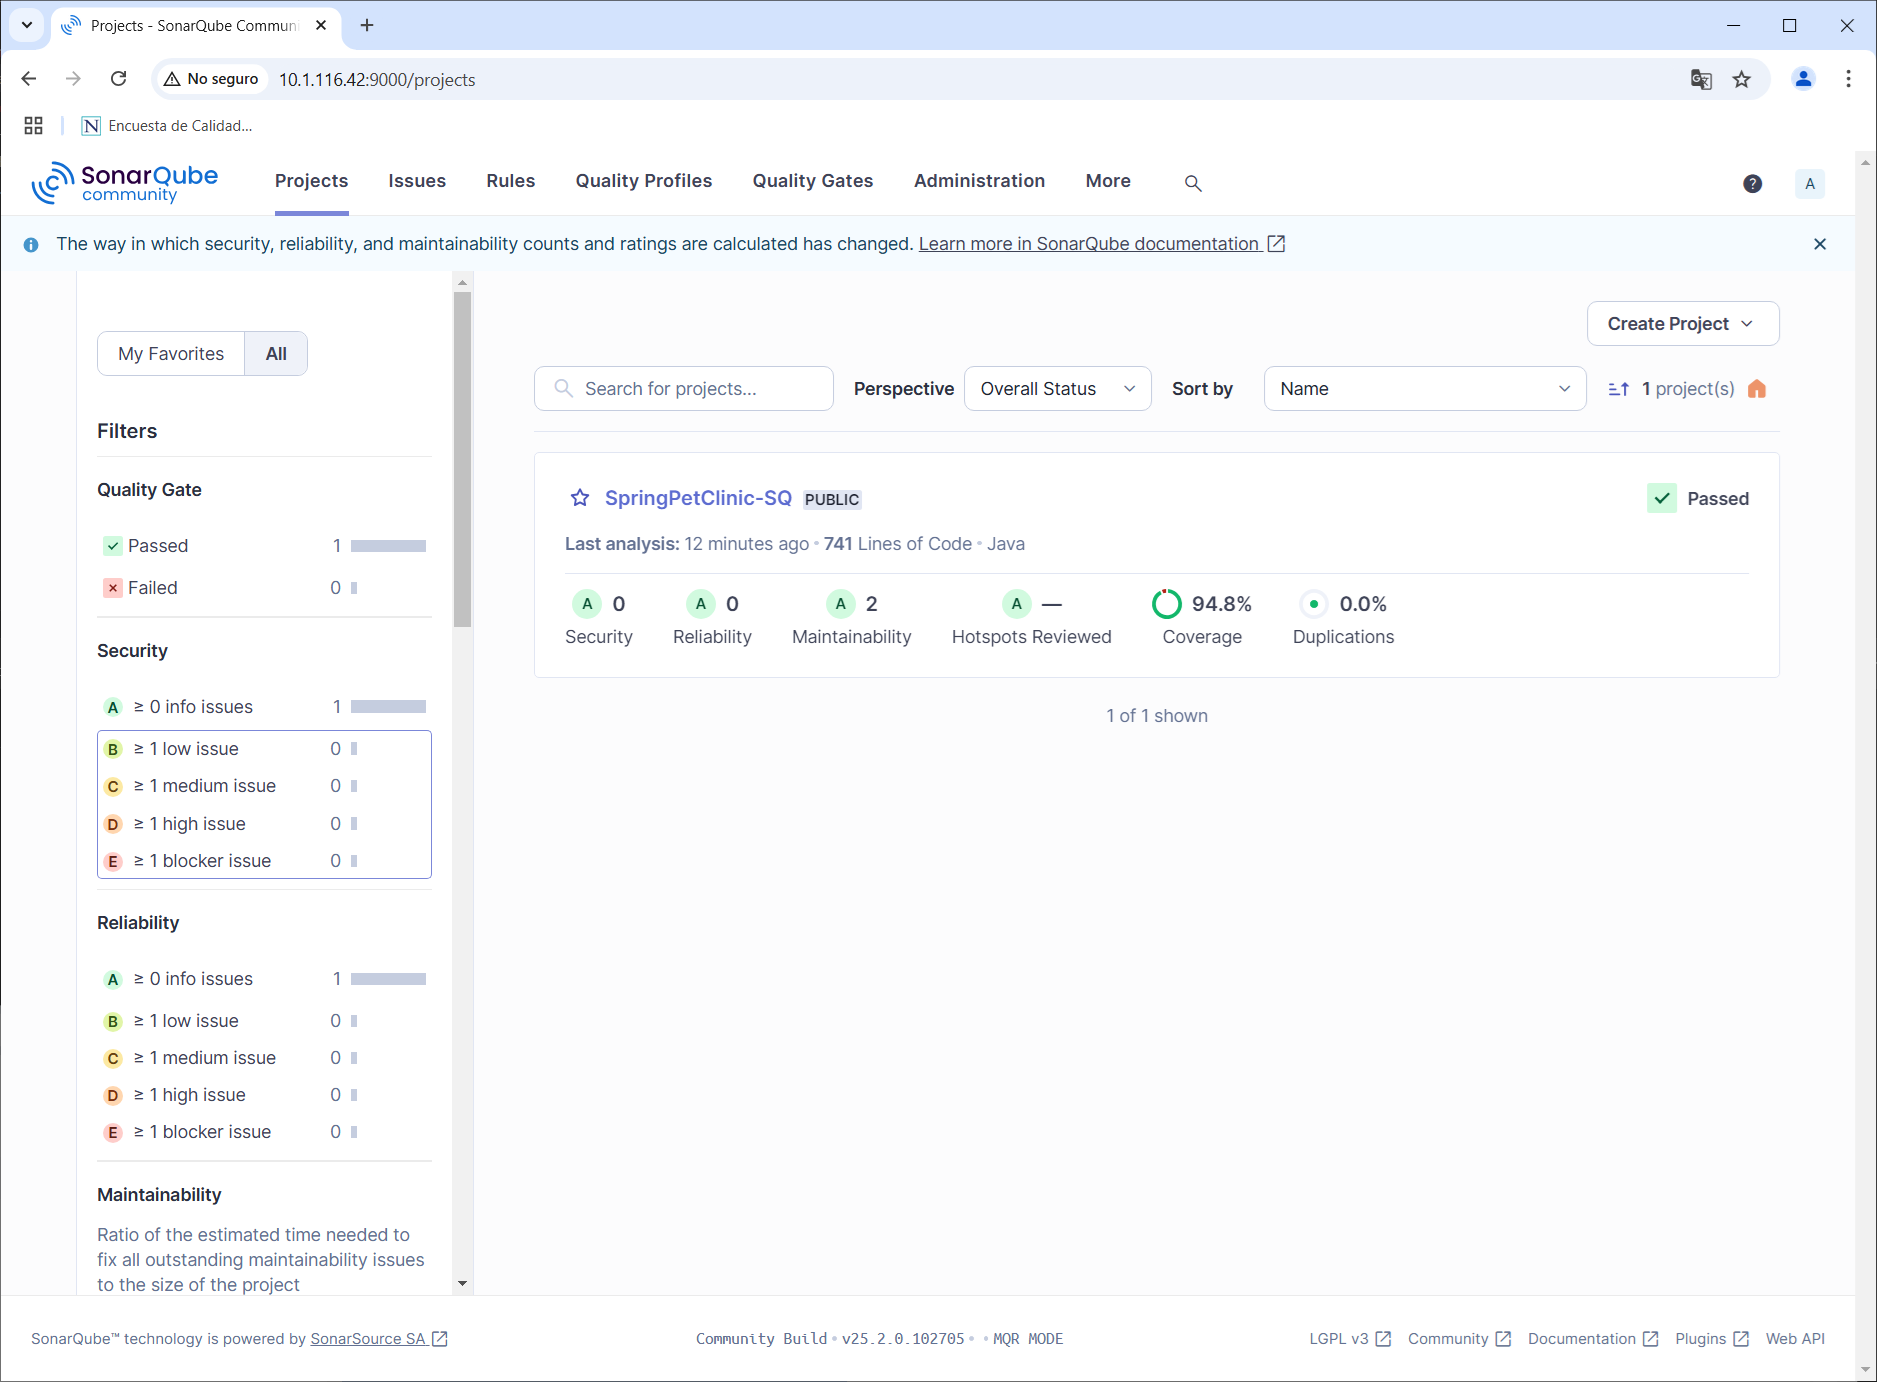 Projects - SonarQube Commun
No seguro
10.1.116.42:9000/projects
Encuesta de Calidad...
SonarQube community
Projects
Issues
Rules
Quality Profiles
Quality Gates
Administration
More
A
The way in which security, reliability, and maintainability counts and ratings are calculated has changed. Learn more in SonarQube documentation
My Favorites
All
Filters
Quality Gate
Passed 1
Failed 0
Security
A ≥ 0 info issues 1
B ≥ 1 low issue 0
C ≥ 1 medium issue 0
D ≥ 1 high issue 0
E ≥ 1 blocker issue 0
Reliability
A ≥ 0 info issues 1
B ≥ 1 low issue 0
C ≥ 1 medium issue 0
D ≥ 1 high issue 0
E ≥ 1 blocker issue 0
Maintainability
Ratio of the estimated time needed to
fix all outstanding maintainability issues
to the size of the project
Create Project
Search for projects...
Perspective
Overall Status
Sort by
Name
1 project(s)
SpringPetClinic-SQ PUBLIC
Passed
Last analysis: 12 minutes ago • 741 Lines of Code • Java
A 0
Security
A 0
Reliability
A 2
Maintainability
A —
Hotspots Reviewed
94.8%
Coverage
0.0%
Duplications
1 of 1 shown
SonarQube™ technology is powered by SonarSource SA
Community Build • v25.2.0.102705 • • MQR MODE
LGPL v3
Community
Documentation
Plugins
Web API